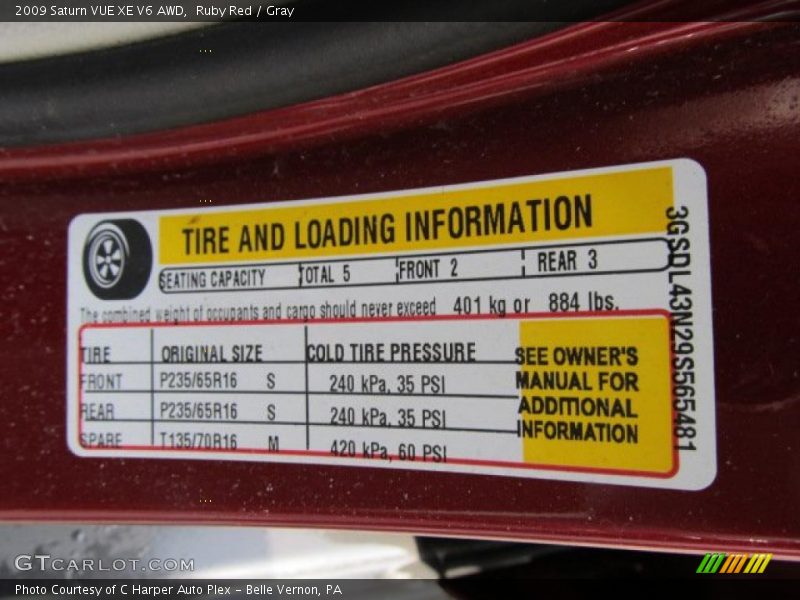 2009 Saturn VUE XE V6 AWD, Ruby Red / Gray
TIRE AND LOADING INFORMATION
SEATING CAPACITY TOTAL 5 FRONT 2 REAR 3
The combined weight of occupants and cargo should never exceed 401 kg or 884 lbs.
TIRE ORIGINAL SIZE COLD TIRE PRESSURE
FRONT P235/65R16 S 240 kPa, 35 PSI
REAR P235/65R16 S 240 kPa, 35 PSI
SPARE T135/70R16 M 420 kPa, 60 PSI
SEE OWNER'S
MANUAL FOR
ADDITIONAL
INFORMATION
3GSDL43N29S565481
GTCARLOT.COM
Photo Courtesy of C Harper Auto Plex - Belle Vernon, PA